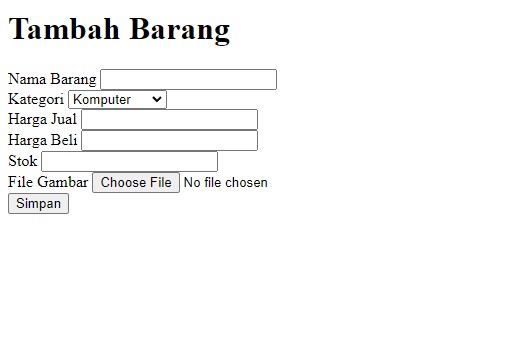 Tambah Barang
Nama Barang
Kategori Komputer
Harga Jual
Harga Beli
Stok
File Gambar Choose File No file chosen
Simpan